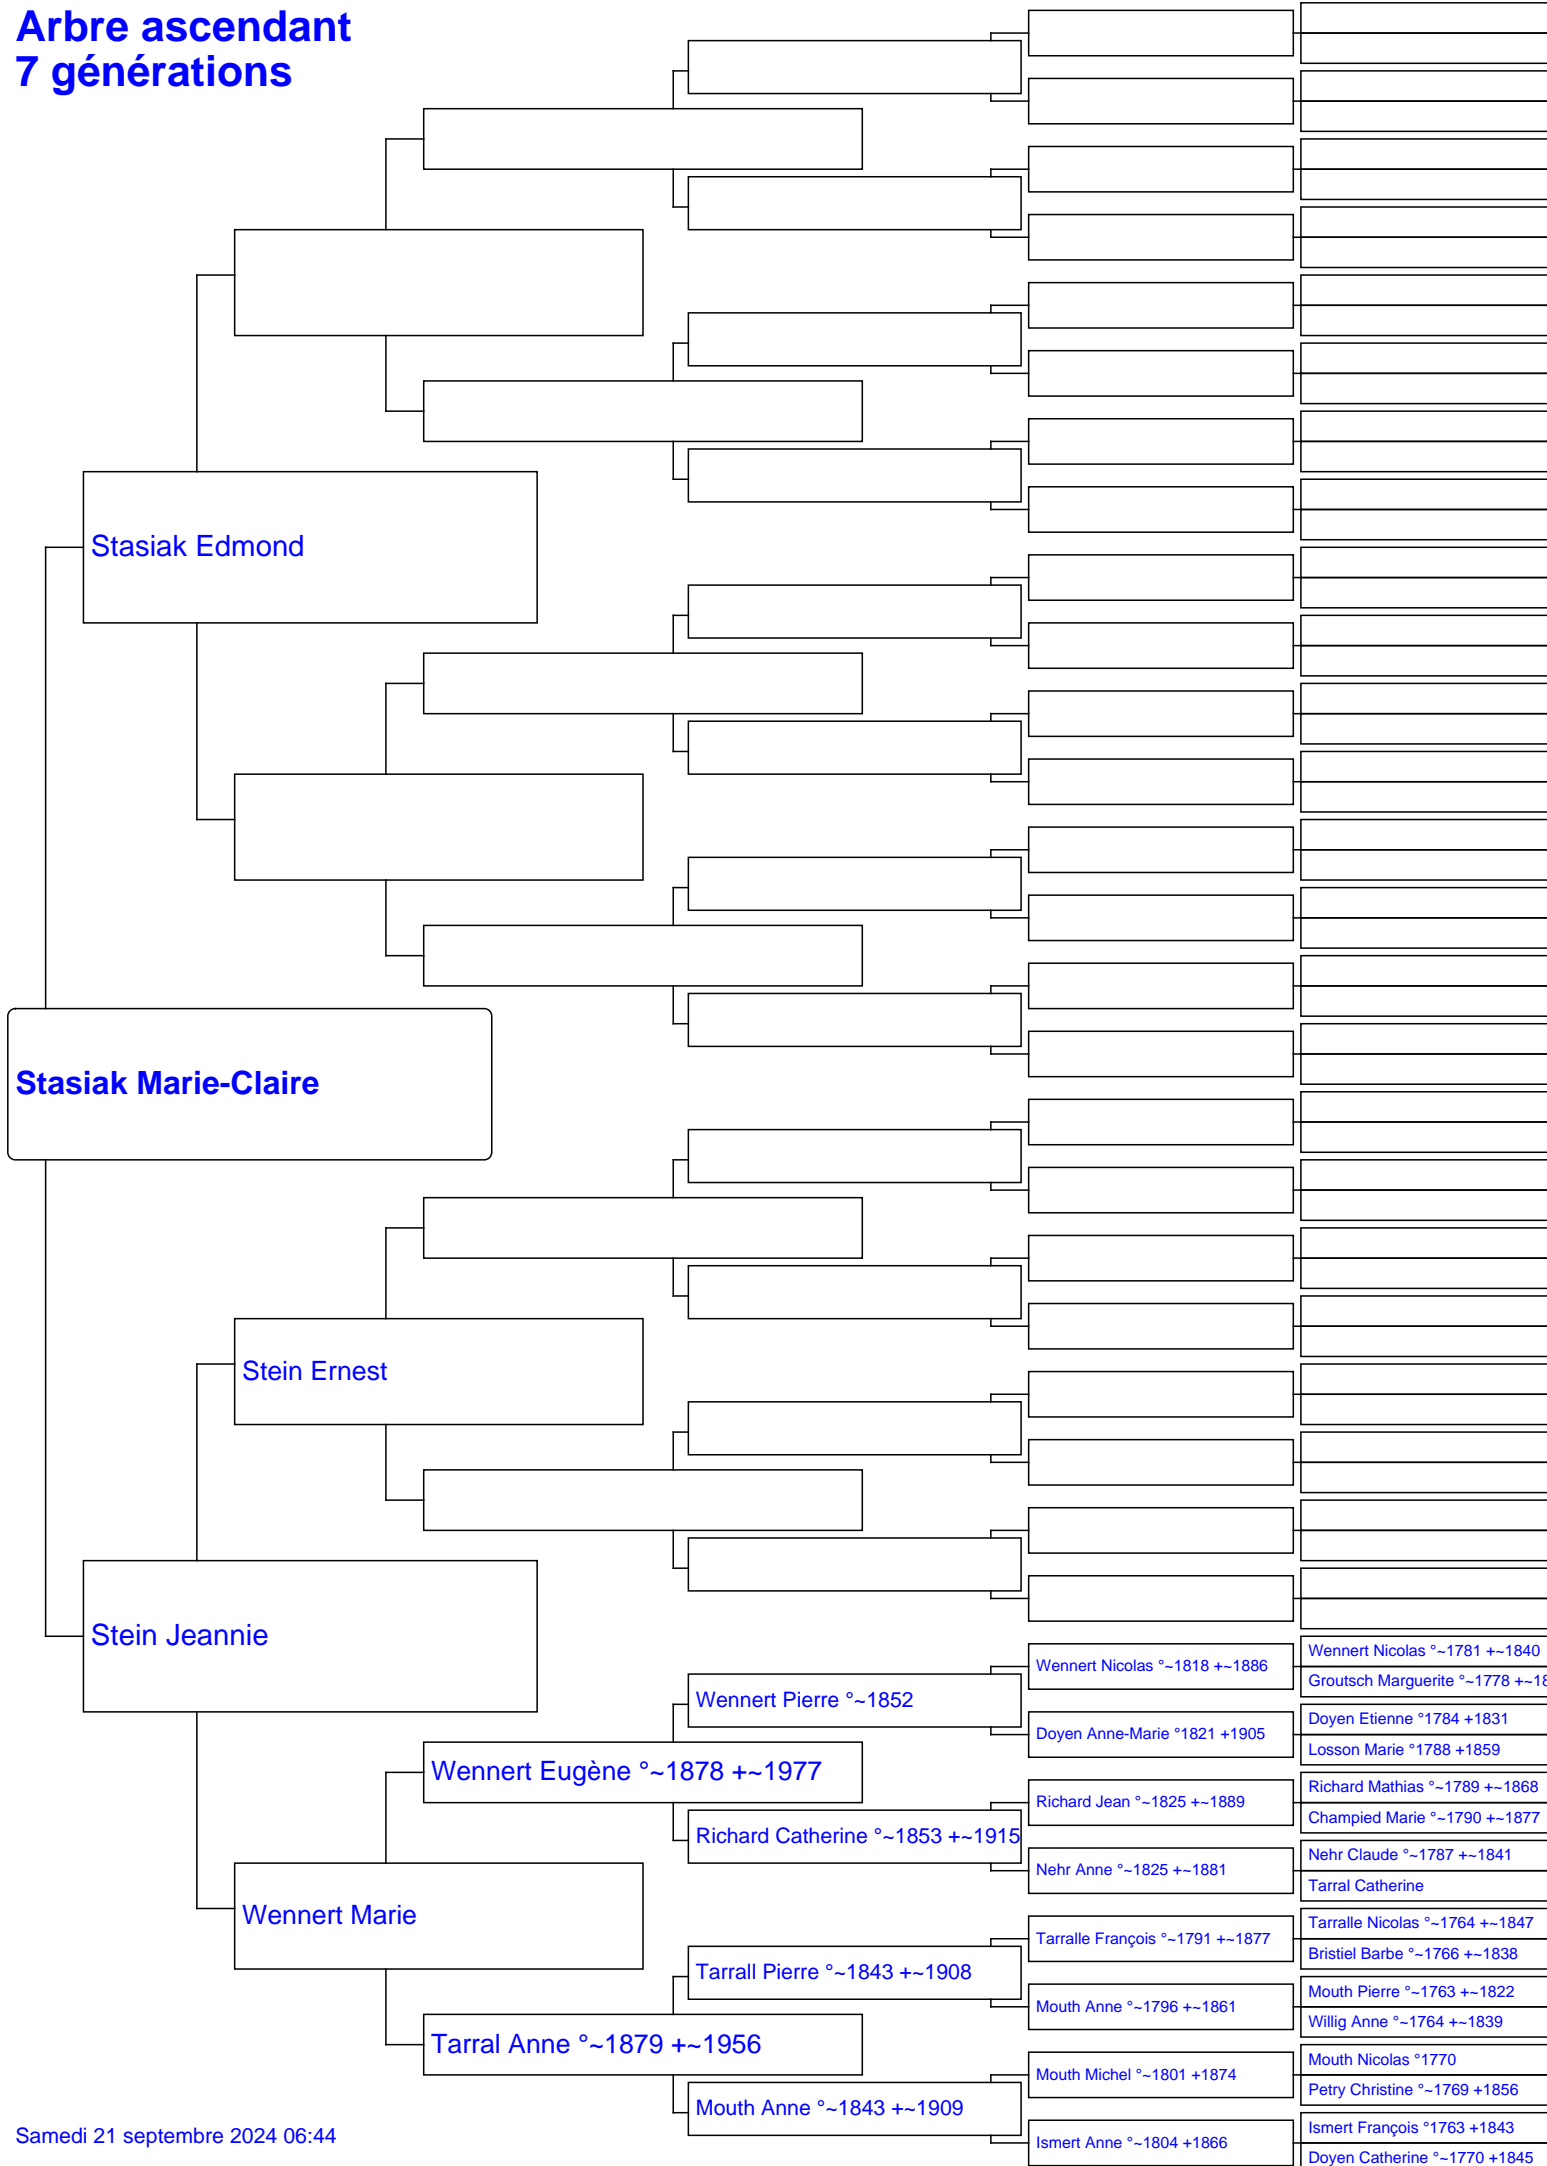 Arbre ascendant
7 générations
Stasiak Edmond
Stasiak Marie-Claire
Stein Ernest
Stein Jeannie
Wennert Nicolas °~1781 +~1840
Wennert Nicolas °~1818 +~1886
Groutsch Marguerite °~1778 +~18
Wennert Pierre °~1852
Doyen Etienne °1784 +1831
Doyen Anne-Marie °1821 +1905
Losson Marie °1788 +1859
Wennert Eugène °~1878 +~1977
Richard Mathias °~1789 +~1868
Richard Jean °~1825 +~1889
Champied Marie °~1790 +~1877
Richard Catherine °~1853 +~1915
Nehr Claude °~1787 +~1841
Nehr Anne °~1825 +~1881
Tarral Catherine
Wennert Marie
Tarralle Nicolas °~1764 +~1847
Tarralle François °~1791 +~1877
Bristiel Barbe °~1766 +~1838
Tarrall Pierre °~1843 +~1908
Mouth Pierre °~1763 +~1822
Mouth Anne °~1796 +~1861
Willig Anne °~1764 +~1839
Tarral Anne °~1879 +~1956
Mouth Nicolas °1770
Mouth Michel °~1801 +1874
Petry Christine °~1769 +1856
Mouth Anne °~1843 +~1909
Ismert François °1763 +1843
Ismert Anne °~1804 +1866
Doyen Catherine °~1770 +1845
Samedi 21 septembre 2024 06:44